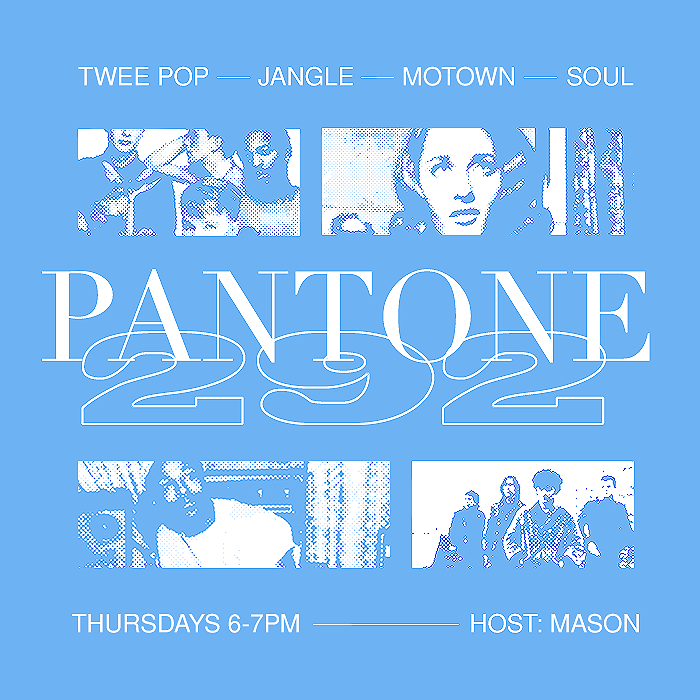 TWEE POP — JANGLE — MOTOWN — SOUL
PANTONE
292
THURSDAYS 6-7PM — HOST: MASON